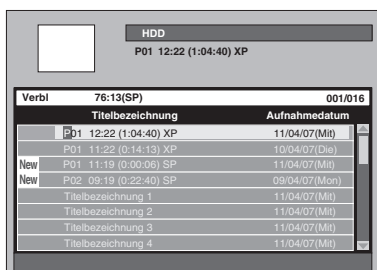 HDD
P01 12:22 (1:04:40) XP
Verbl 76:13(SP) 001/016
Titelbezeichnung Aufnahmedatum
P01 12:22 (1:04:40) XP 11/04/07(Mit)
P01 11:22 (0:14:13) XP 10/04/07(Die)
New P01 11:19 (0:00:06) SP 11/04/07(Mit)
New P02 09:19 (0:22:40) SP 09/04/07(Mon)
Titelbezeichnung 1 11/04/07(Mit)
Titelbezeichnung 2 11/04/07(Mit)
Titelbezeichnung 3 11/04/07(Mit)
Titelbezeichnung 4 11/04/07(Mit)